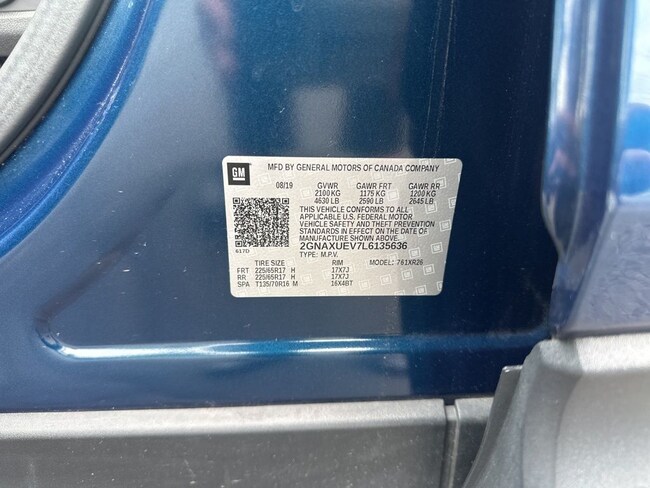 GM
MFD BY GENERAL MOTORS OF CANADA COMPANY
08/19 GVWR GAWR FRT GAWR RR
2100 KG 1175 KG 1200 KG
4630 LB 2590 LB 2645 LB
THIS VEHICLE CONFORMS TO ALL
APPLICABLE U.S. FEDERAL MOTOR
VEHICLE SAFETY AND THEFT PREVENTION
STANDARDS IN EFFECT ON THE DATE OF
MANUFACTURE SHOWN ABOVE.
2GNAXUEV7L6135636
617D TYPE: M.P.V.
TIRE SIZE RIM MODEL: 761XR26
FRT 225/65R17 H 17X7J
RR 225/65R17 H 17X7J
SPA T135/70R16 M 16X4BT